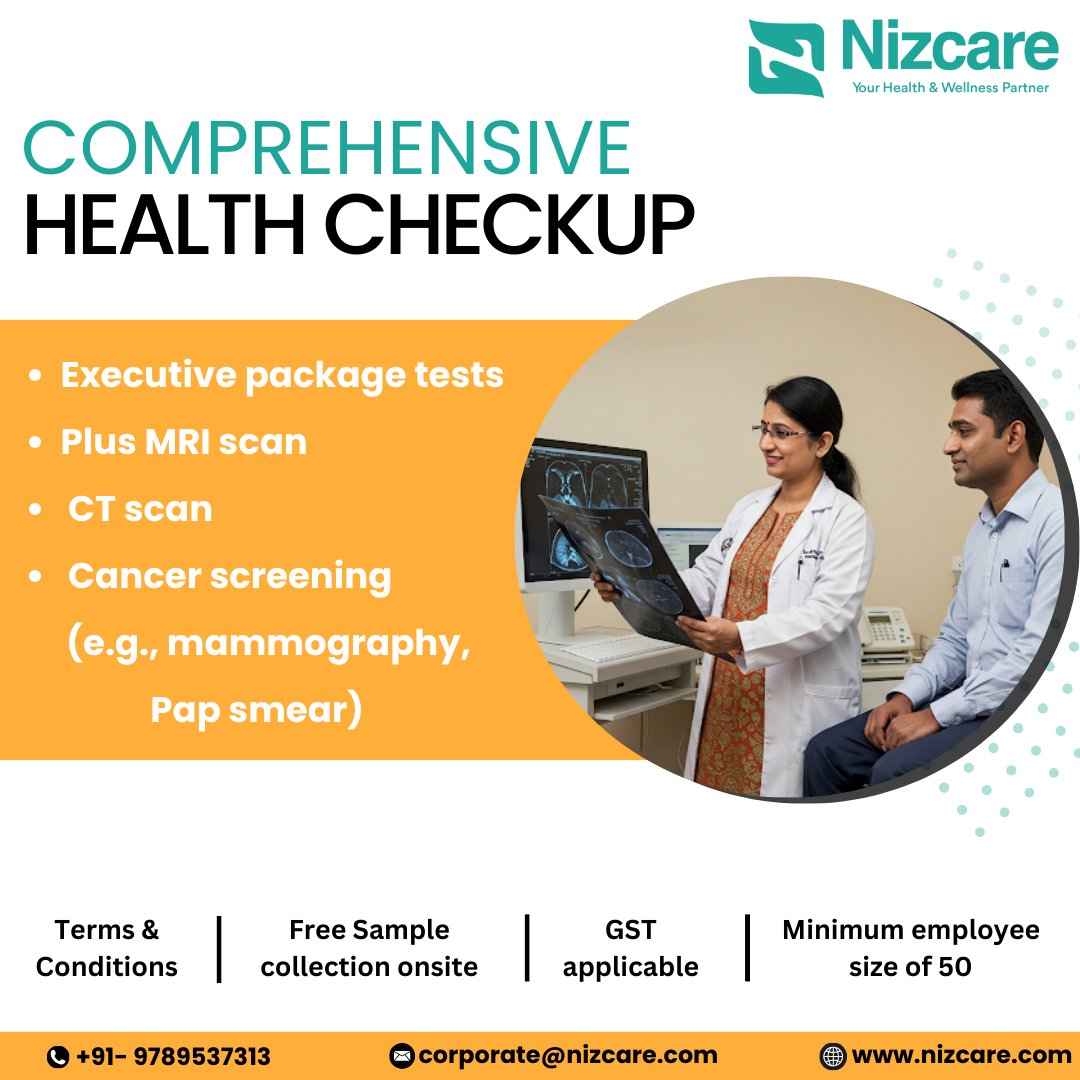 Nizcare
Your Health & Wellness Partner
COMPREHENSIVE
HEALTH CHECKUP
• Executive package tests
• Plus MRI scan
• CT scan
• Cancer screening
(e.g., mammography,
Pap smear)
Terms &
Conditions
Free Sample
collection onsite
GST
applicable
Minimum employee
size of 50
+91- 9789537313
corporate@nizcare.com
www.nizcare.com